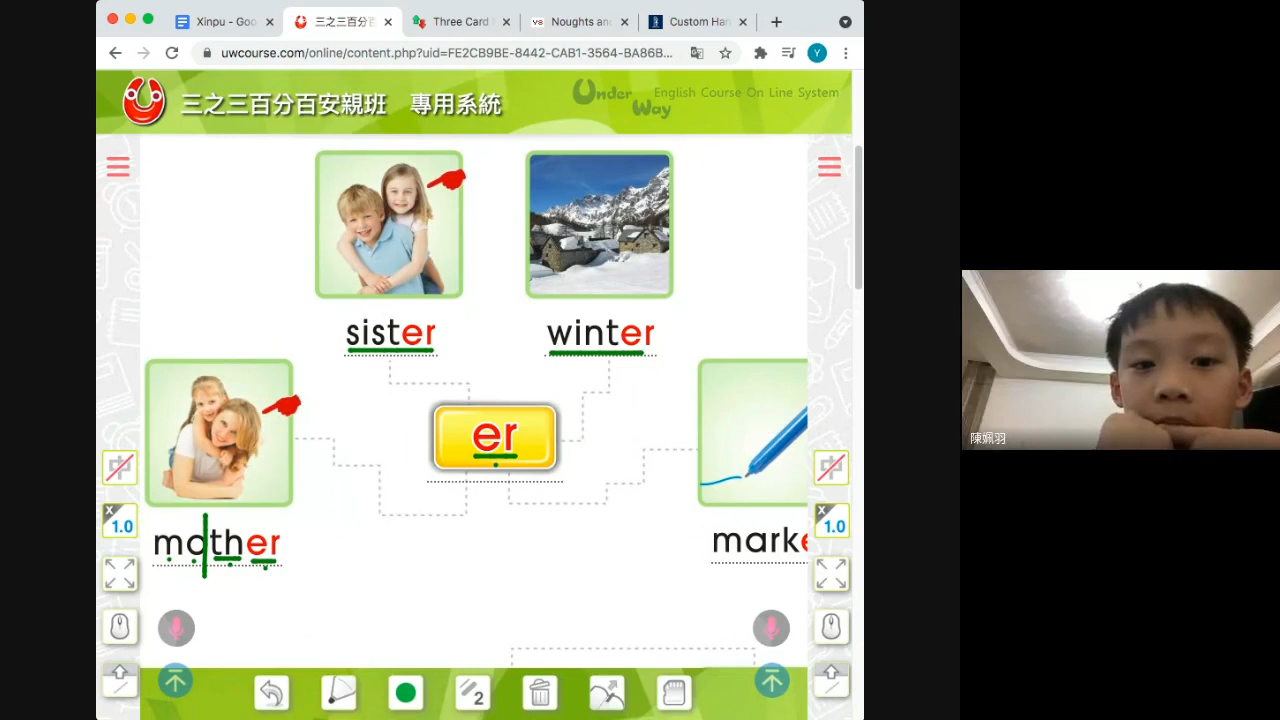 Xinpu - Goo
三之三百分百
Three Card
Noughts and
Custom Han
uwcourse.com/online/content.php?uid=FE2CB9BE-8442-CAB1-3564-BA86B...
Y
三之三百分百安親班 專用系統
Under Way
English Course On Line System
sister
winter
er
mother
marke
X 1.0
X 1.0
2
陳姵羽